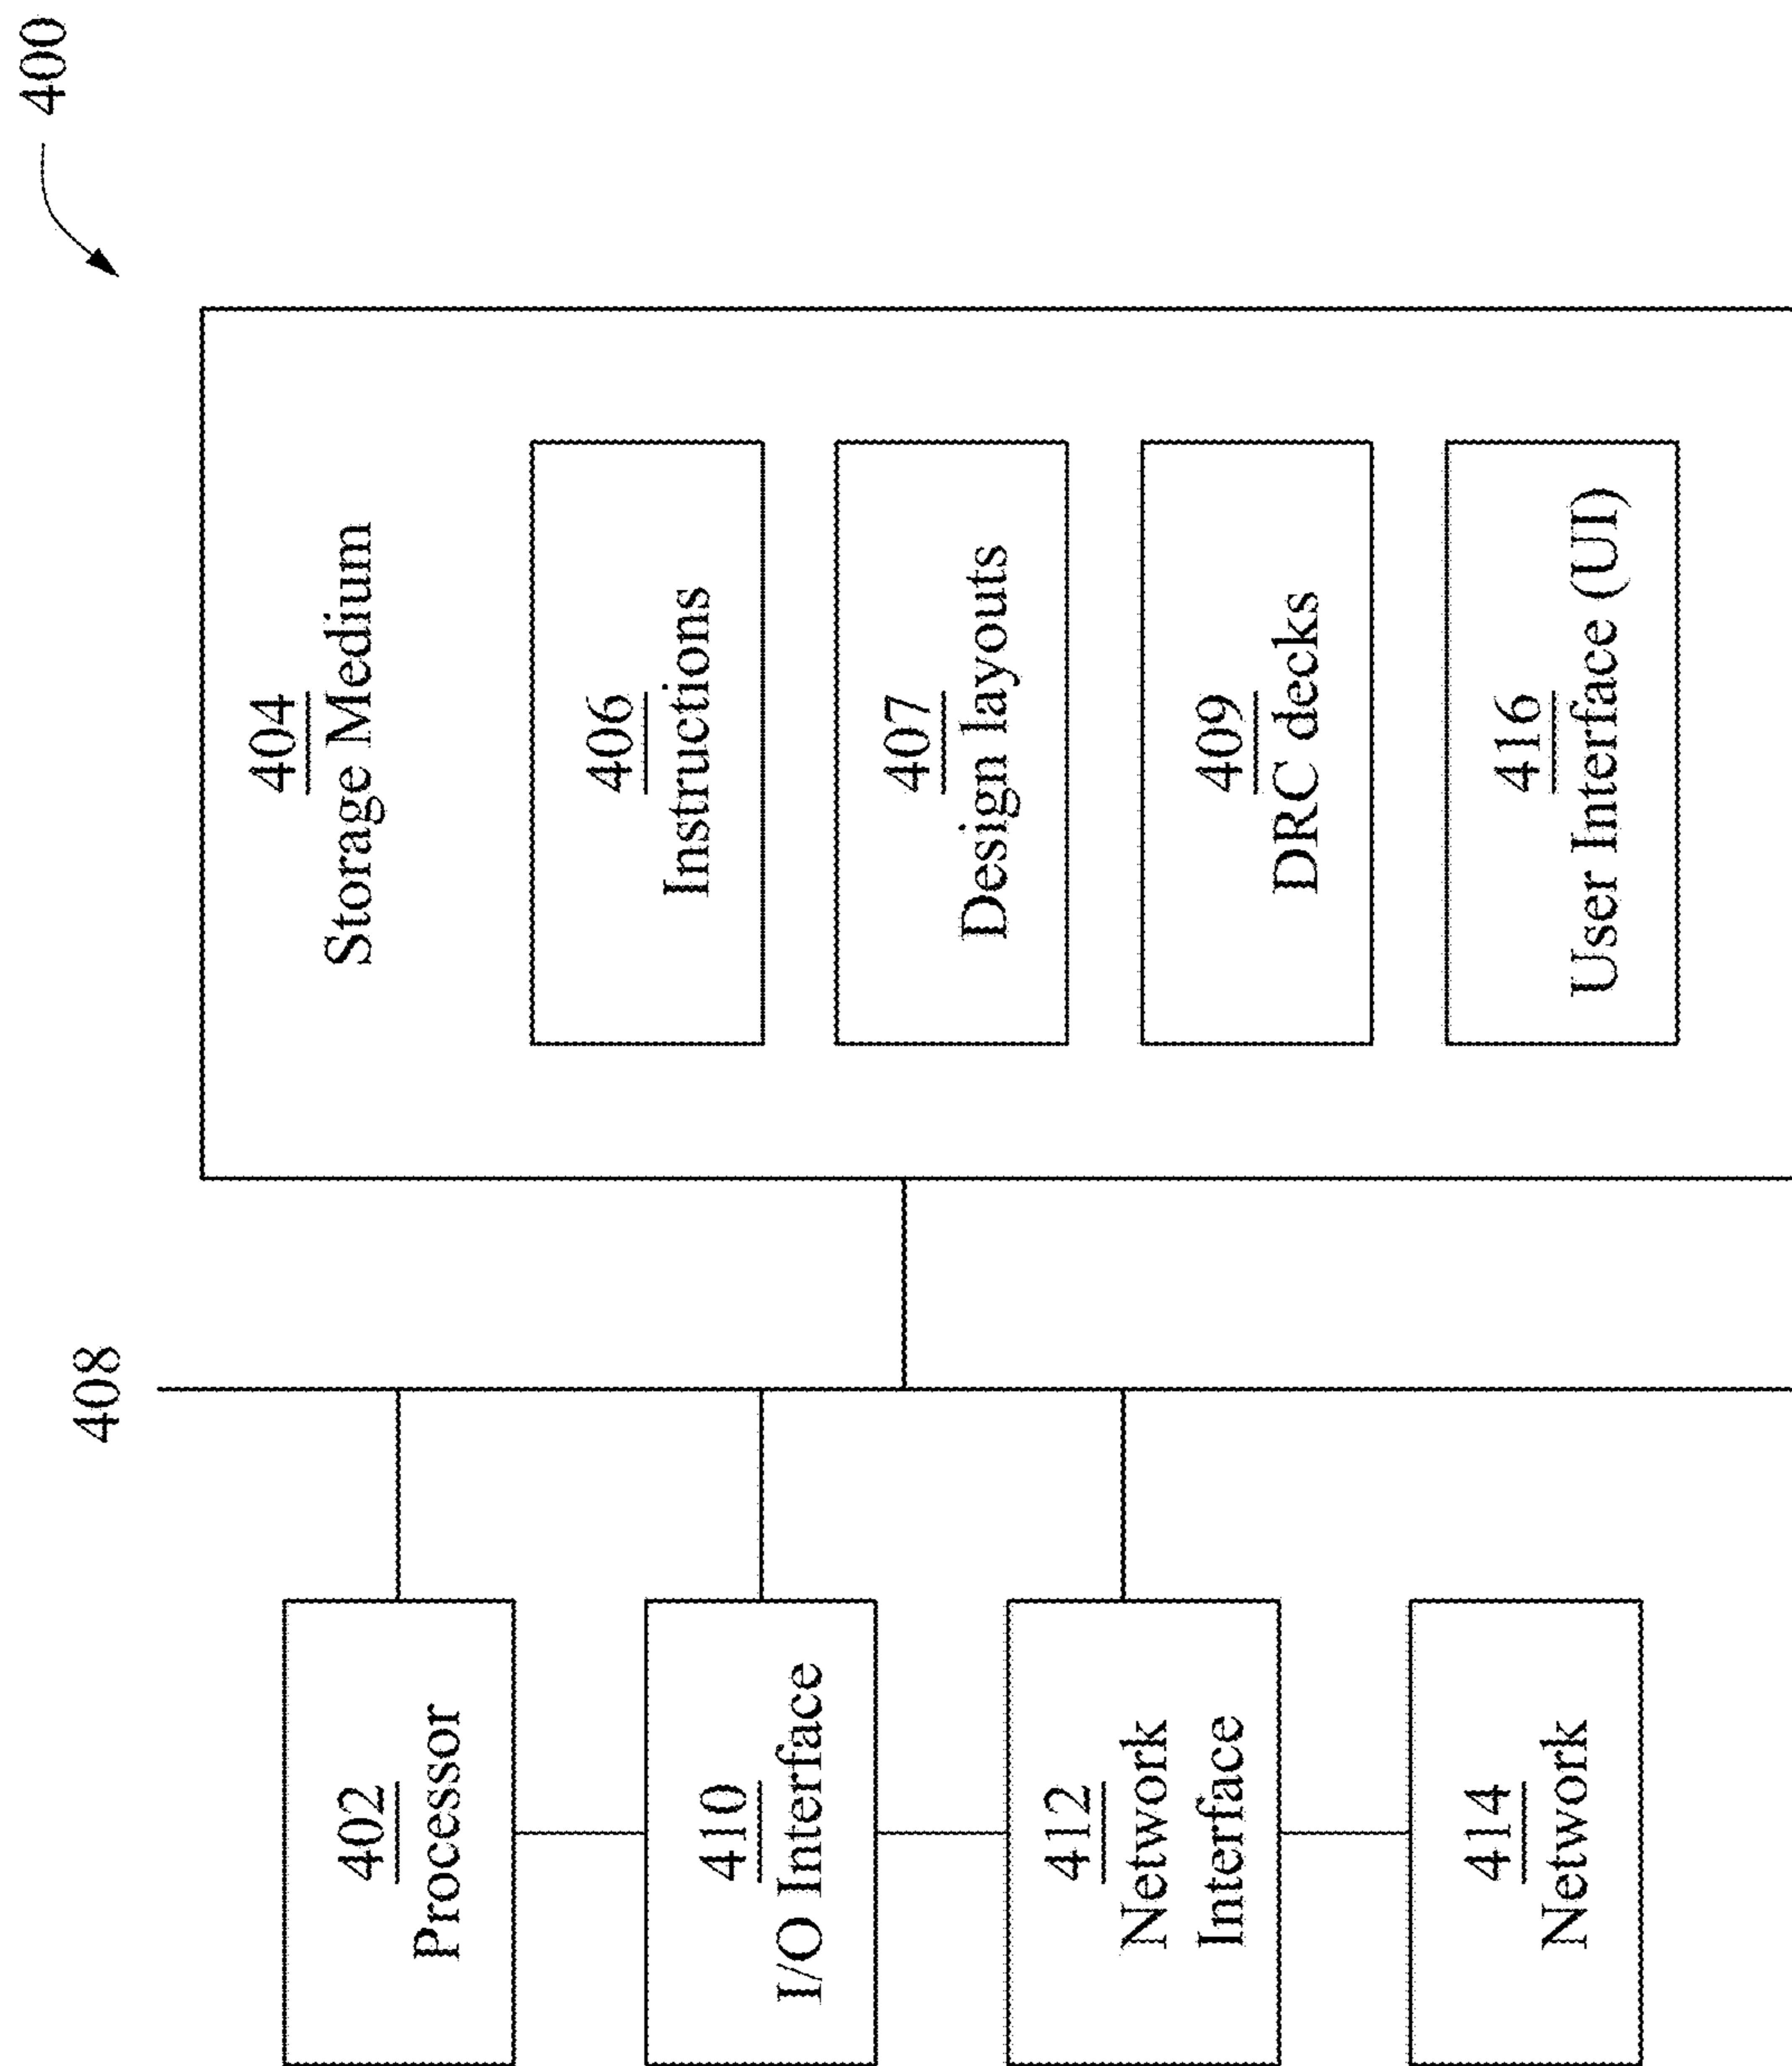 400
408
402
Processor
410
I/O Interface
412
Network
Interface
414
Network
404
Storage Medium
406
Instructions
407
Design layouts
409
DRC decks
416
User Interface (UI)